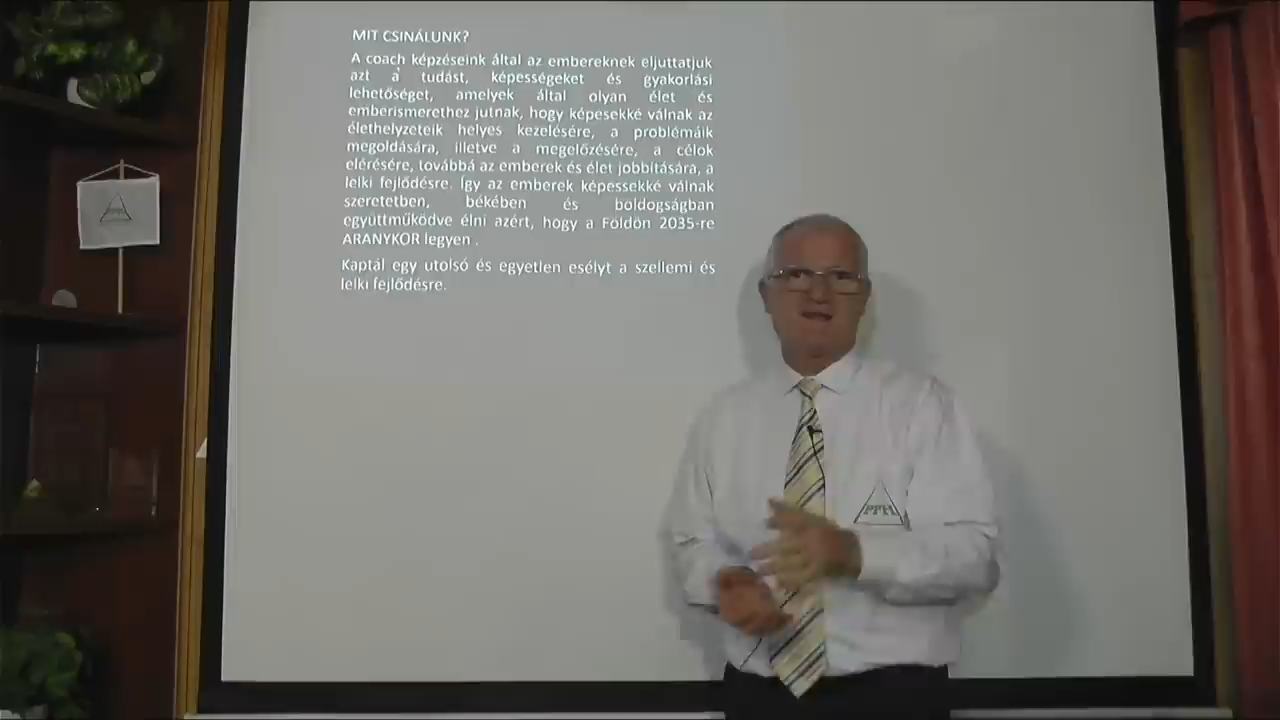 MIT CSINÁLUNK?
A coach képzéseink által az embereknek eljuttatjuk
azt a tudást, képességeket és gyakorlási
lehetőséget, amelyek által olyan élet és
emberismerethez jutnak, hogy képesekké válnak az
élethelyzeteik helyes kezelésére, a problémáik
megoldására, illetve a megelőzésére, a célok
elérésére, továbbá az emberek és élet jobbítására, a
lelki fejlődésre. Így az emberek képessekké válnak
szeretetben, békében és boldogságban
együttműködve élni azért, hogy a Földön 2035-re
ARANYKOR legyen .
Kaptál egy utolsó és egyetlen esélyt a szellemi és
lelki fejlődésre.
PPH